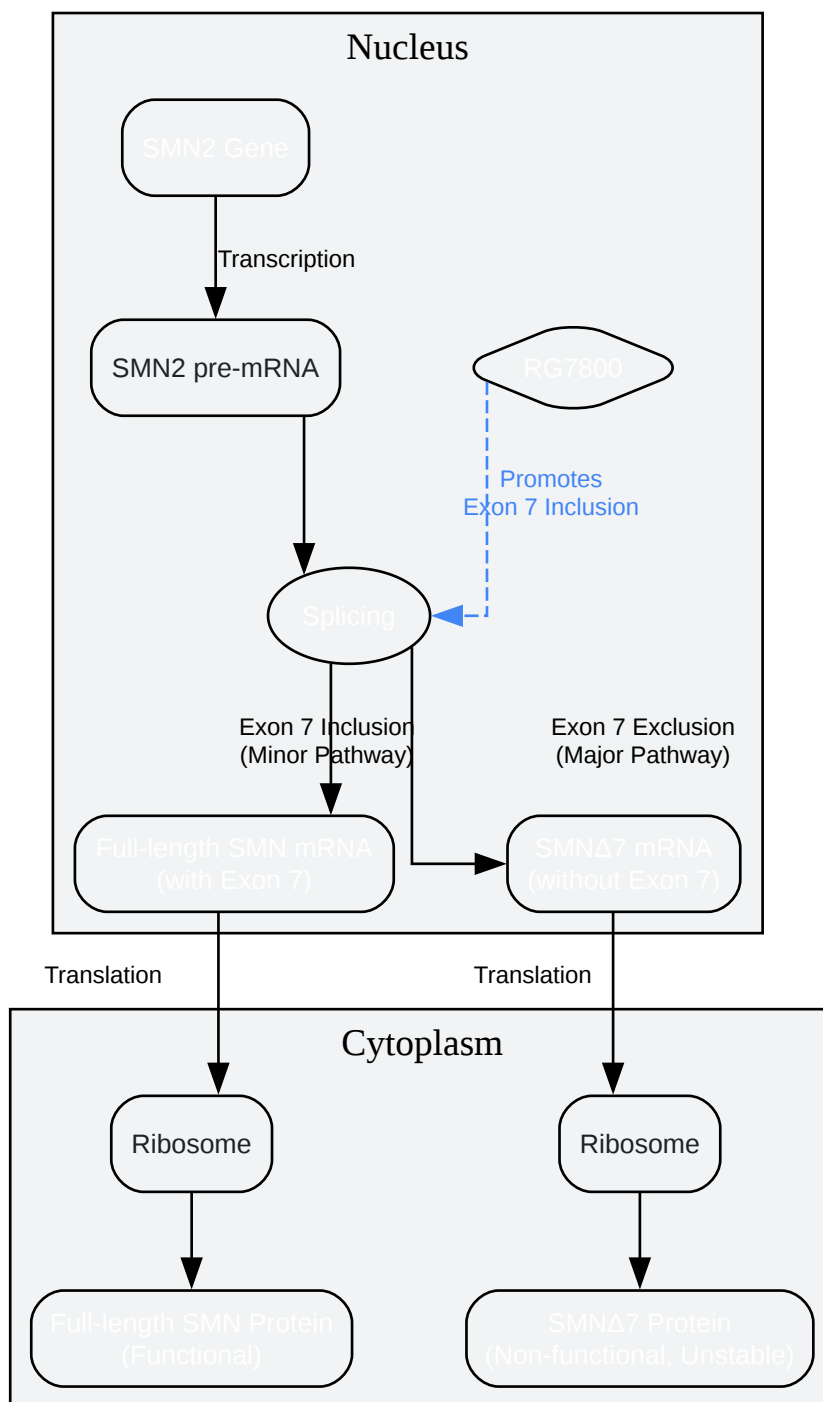 Nucleus
SMN2 Gene
Transcription
SMN2 pre-mRNA
RG7800
Promotes
Exon 7 Inclusion
Splicing
Exon 7 Inclusion
(Minor Pathway)
Exon 7 Exclusion
(Major Pathway)
Full-length SMN mRNA
(with Exon 7)
SMNΔ7 mRNA
(without Exon 7)
Translation
Translation
Cytoplasm
Ribosome
Ribosome
Full-length SMN Protein
(Functional)
SMNΔ7 Protein
(Non-functional, Unstable)